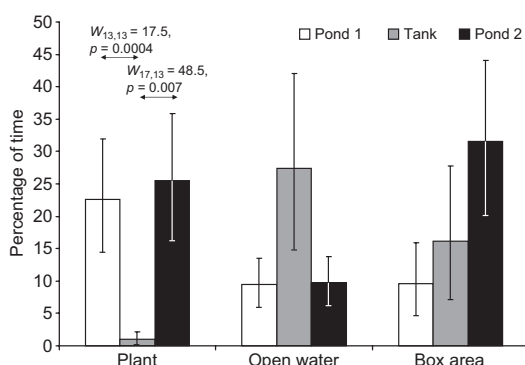 50
45
40
35
30
25
20
15
10
5
0
Percentage of time
W13,13 = 17.5,
p = 0.0004
W17,13 = 48.5,
p = 0.007
Pond 1 Tank Pond 2
Plant Open water Box area